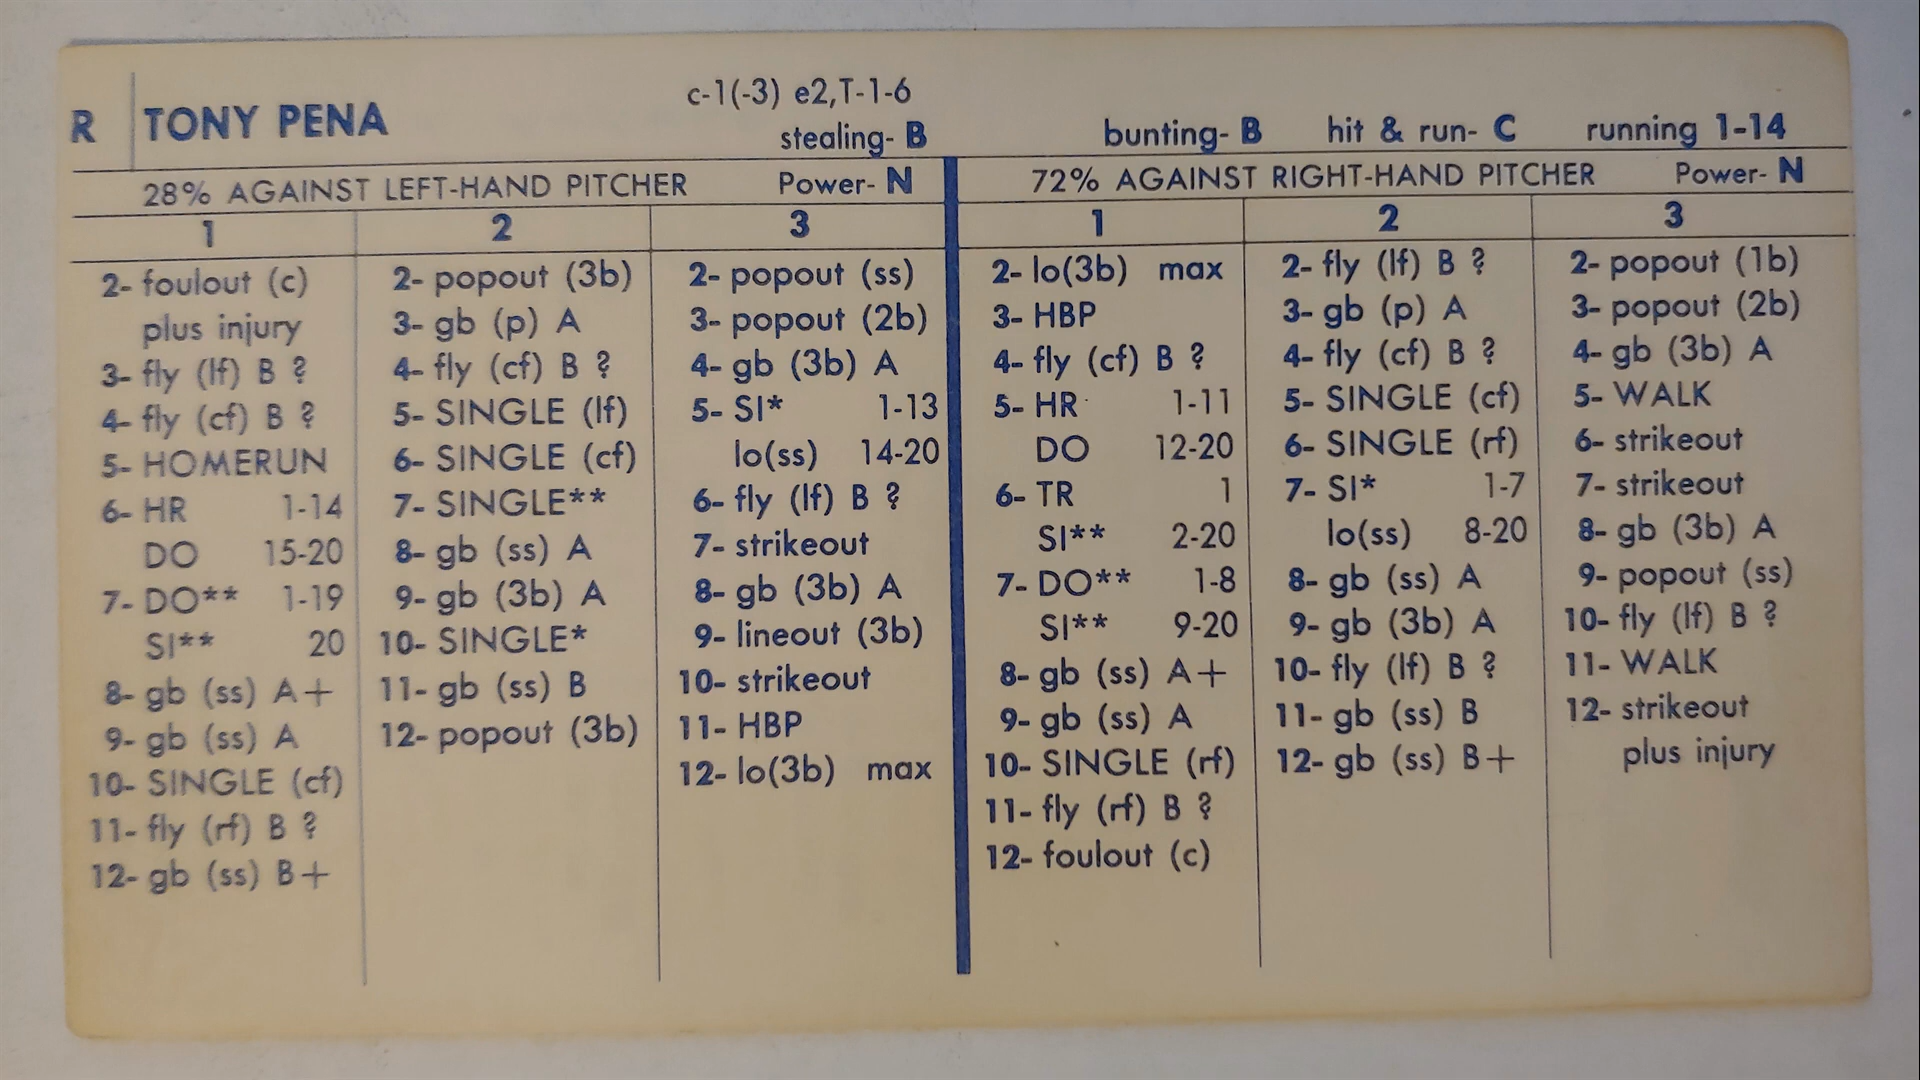 R TONY PENA c-1(-3) e2,T-1-6
stealing- B bunting- B hit & run- C running 1-14
28% AGAINST LEFT-HAND PITCHER Power- N
1
2- foulout (c)
plus injury
3- fly (lf) B ?
4- fly (cf) B ?
5- HOMERUN
6- HR 1-14
DO 15-20
7- DO** 1-19
SI** 20
8- gb (ss) A+
9- gb (ss) A
10- SINGLE (cf)
11- fly (rf) B ?
12- gb (ss) B+
2
2- popout (3b)
3- gb (p) A
4- fly (cf) B ?
5- SINGLE (lf)
6- SINGLE (cf)
7- SINGLE**
8- gb (ss) A
9- gb (3b) A
10- SINGLE*
11- gb (ss) B
12- popout (3b)
3
2- popout (ss)
3- popout (2b)
4- gb (3b) A
5- SI* 1-13
lo(ss) 14-20
6- fly (lf) B ?
7- strikeout
8- gb (3b) A
9- lineout (3b)
10- strikeout
11- HBP
12- lo(3b) max
72% AGAINST RIGHT-HAND PITCHER Power- N
1
2- lo(3b) max
3- HBP
4- fly (cf) B ?
5- HR 1-11
DO 12-20
6- TR 1
SI** 2-20
7- DO** 1-8
SI** 9-20
8- gb (ss) A+
9- gb (ss) A
10- SINGLE (rf)
11- fly (rf) B ?
12- foulout (c)
2
2- fly (lf) B ?
3- gb (p) A
4- fly (cf) B ?
5- SINGLE (cf)
6- SINGLE (rf)
7- SI* 1-7
lo(ss) 8-20
8- gb (ss) A
9- gb (3b) A
10- fly (lf) B ?
11- gb (ss) B
12- gb (ss) B+
3
2- popout (1b)
3- popout (2b)
4- gb (3b) A
5- WALK
6- strikeout
7- strikeout
8- gb (3b) A
9- popout (ss)
10- fly (lf) B ?
11- WALK
12- strikeout
plus injury